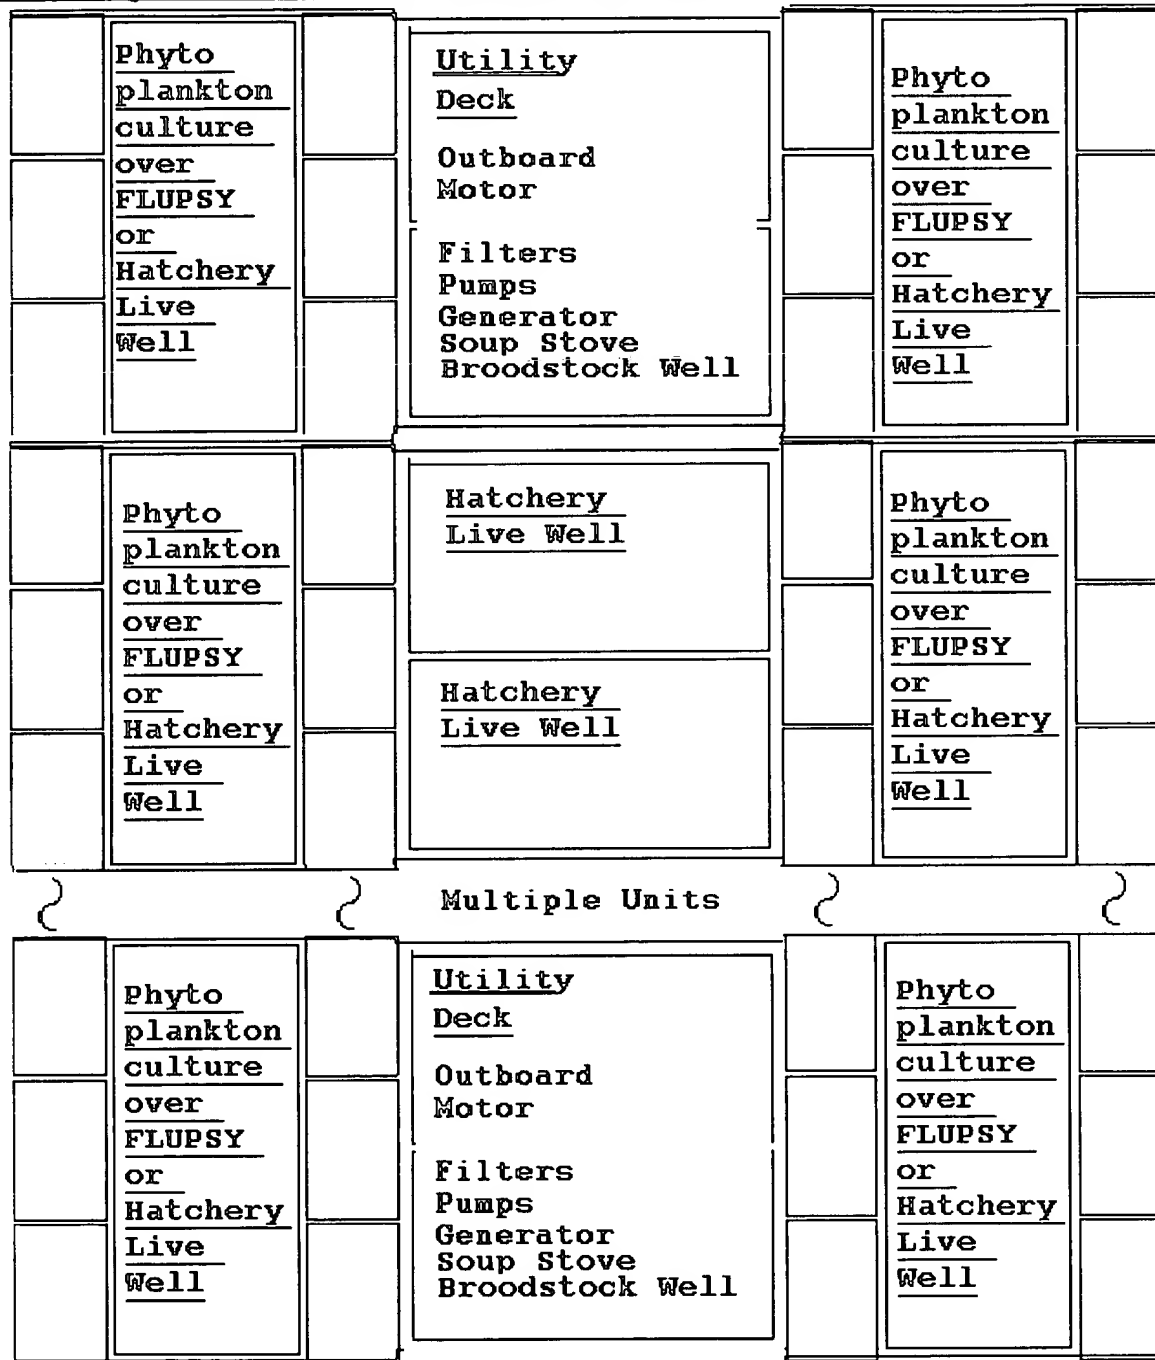 Phyto
plankton
culture
over
FLUPSY
or
Hatchery
Live
Well
Utility
Deck
Outboard
Motor
Filters
Pumps
Generator
Soup Stove
Broodstock Well
Phyto
plankton
culture
over
FLUPSY
or
Hatchery
Live
Well
Phyto
plankton
culture
over
FLUPSY
or
Hatchery
Live
Well
Hatchery
Live Well
Hatchery
Live Well
Phyto
plankton
culture
over
FLUPSY
or
Hatchery
Live
Well
Multiple Units
Phyto
plankton
culture
over
FLUPSY
or
Hatchery
Live
Well
Utility
Deck
Outboard
Motor
Filters
Pumps
Generator
Soup Stove
Broodstock Well
Phyto
plankton
culture
over
FLUPSY
or
Hatchery
Live
Well